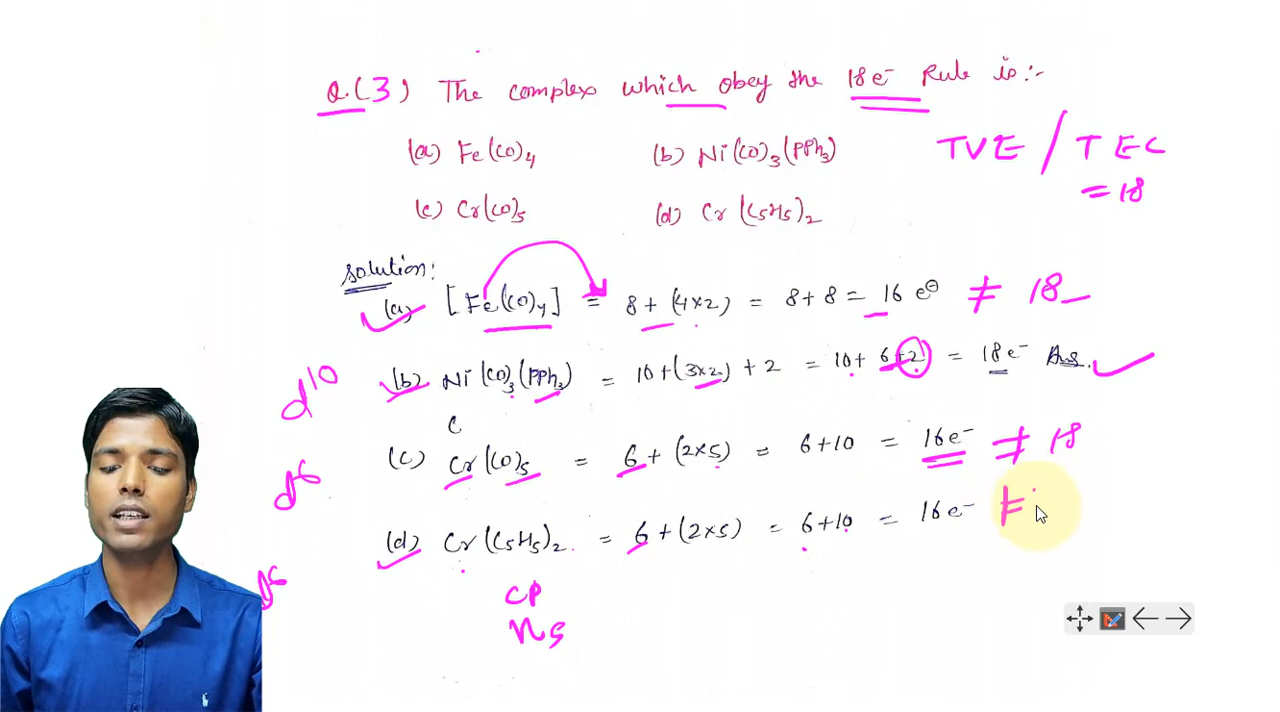 Q.(3) The complex which obey the 18e⁻ Rule is:-
(a) Fe(CO)₄ (b) Ni(CO)₃(PPh₃)
(c) Cr(CO)₅ (d) Cr(C₅H₅)₂
TVE / TEC
= 18
solution:
(a) [Fe(CO)₄] = 8 + (4×2) = 8 + 8 = 16 e⊖ ≠ 18
d¹⁰ (b) Ni(CO)₃(PPh₃) = 10 + (3×2) + 2 = 10 + 6+2 = 18e⁻ Ans.
C
d⁶ (c) Cr(CO)₅ = 6 + (2×5) = 6+10 = 16e⁻ ≠ 18
d⁶ (d) Cr(C₅H₅)₂ = 6 + (2×5) = 6+10 = 16e⁻
CP
η5